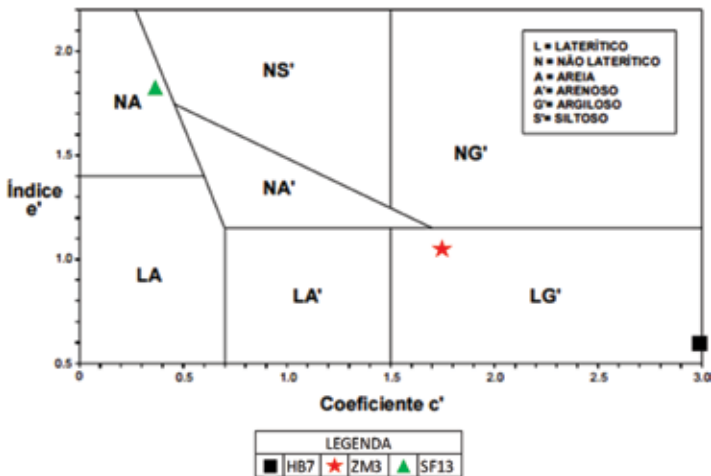 2.0
1.5
1.0
0.5
Índice
e'
NA
NS'
NG'
NA'
LA
LA'
LG'
L = LATERÍTICO
N = NÃO LATERÍTICO
A = AREIA
A' = ARENOSO
G' = ARGILOSO
S' = SILTOSO
0 0.5 1.0 1.5 2.0 2.5 3.0
Coeficiente c'
LEGENDA
HB7 ZM3 SF13